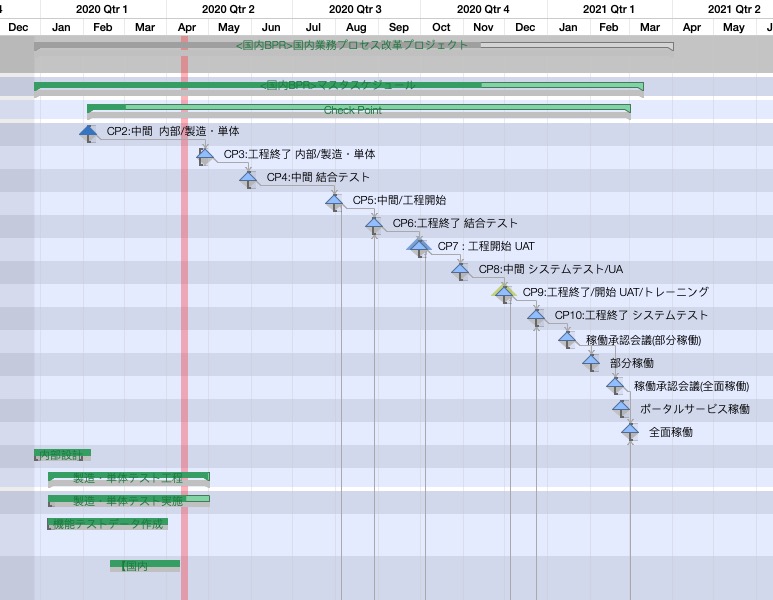 2020 Qtr 1 2020 Qtr 2 2020 Qtr 3 2020 Qtr 4 2021 Qtr 1 2021 Qtr 2
Dec Jan Feb Mar Apr May Jun Jul Aug Sep Oct Nov Dec Jan Feb Mar Apr May
<国内BPR>国内業務プロセス改革プロジェクト
<国内BPR>マスタスケジュール
Check Point
CP2:中間 内部/製造・単体
CP3:工程終了 内部/製造・単体
CP4:中間 結合テスト
CP5:中間/工程開始
CP6:工程終了 結合テスト
CP7 : 工程開始 UAT
CP8:中間 システムテスト/UA
CP9:工程終了/開始 UAT/トレーニング
CP10:工程終了 システムテスト
稼働承認会議(部分稼働)
部分稼働
稼働承認会議(全面稼働)
ポータルサービス稼働
全面稼働
内部設計
製造・単体テスト工程
製造・単体テスト実施
機能テストデータ作成
【国内